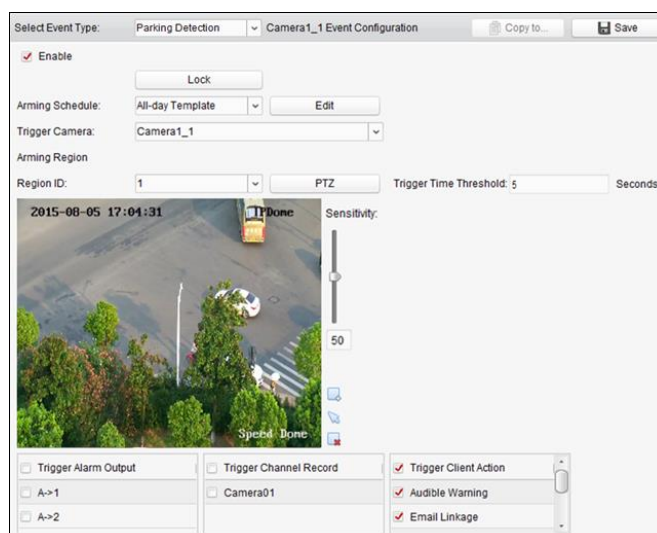 Select Event Type: Parking Detection Camera1_1 Event Configuration Copy to... Save
Enable
Lock
Arming Schedule: All-day Template Edit
Trigger Camera: Camera1_1
Arming Region
Region ID: 1 PTZ Trigger Time Threshold: 5 Seconds
2015-08-05 17:04:31 IPDome
Sensitivity:
50
Speed Dome
Trigger Alarm Output Trigger Channel Record Trigger Client Action
A->1 Camera01 Audible Warning
A->2 Email Linkage